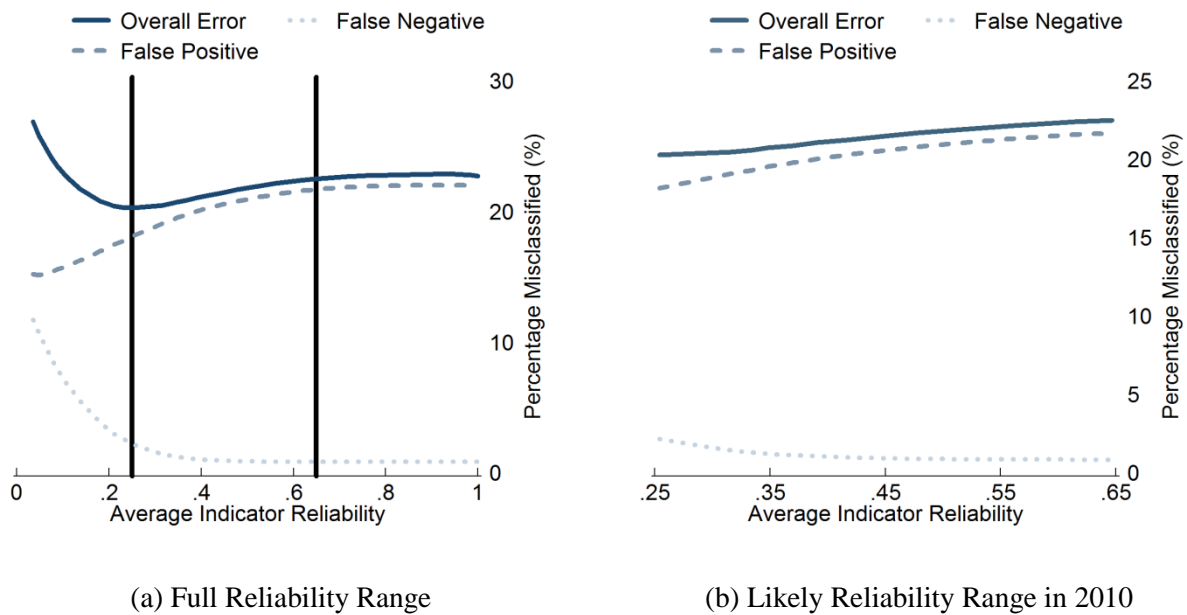 Overall Error
False Negative
False Positive
30
20
10
0
Percentage Misclassified (%)
0
.2
.4
.6
.8
1
Average Indicator Reliability
(a) Full Reliability Range
Overall Error
False Negative
False Positive
25
20
15
10
5
0
Percentage Misclassified (%)
.25
.35
.45
.55
.65
Average Indicator Reliability
(b) Likely Reliability Range in 2010